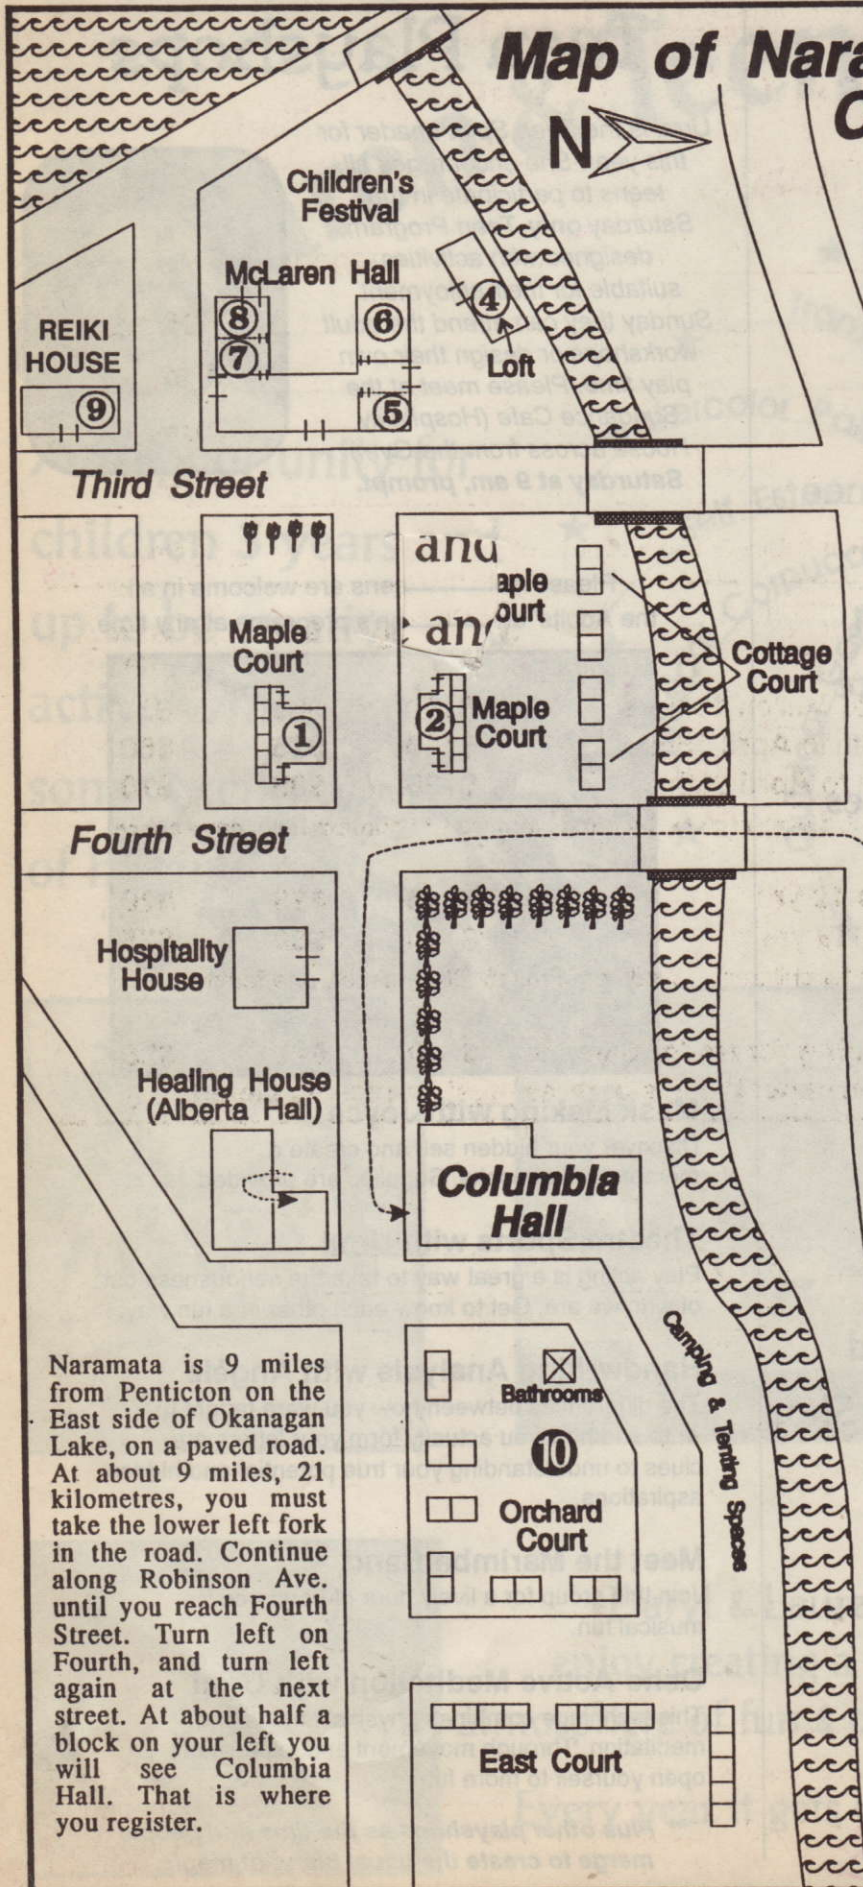 Map of Nara
N
Children's
Festival
McLaren Hall
8
7
6
5
4
Loft
REIKI
HOUSE
9
Third Street
and
aple
ourt
an
Maple
Court
1
2
Maple
Court
Cottage
Court
Fourth Street
Hospitality
House
Healing House
(Alberta Hall)
Columbia
Hall
Camping & Tenting Spaces
Bathrooms
10
Orchard
Court
East Court
Naramata is 9 miles
from Penticton on the
East side of Okanagan
Lake, on a paved road.
At about 9 miles, 21
kilometres, you must
take the lower left fork
in the road. Continue
along Robinson Ave.
until you reach Fourth
Street. Turn left on
Fourth, and turn left
again at the next
street. At about half a
block on your left you
will see Columbia
Hall. That is where
you register.